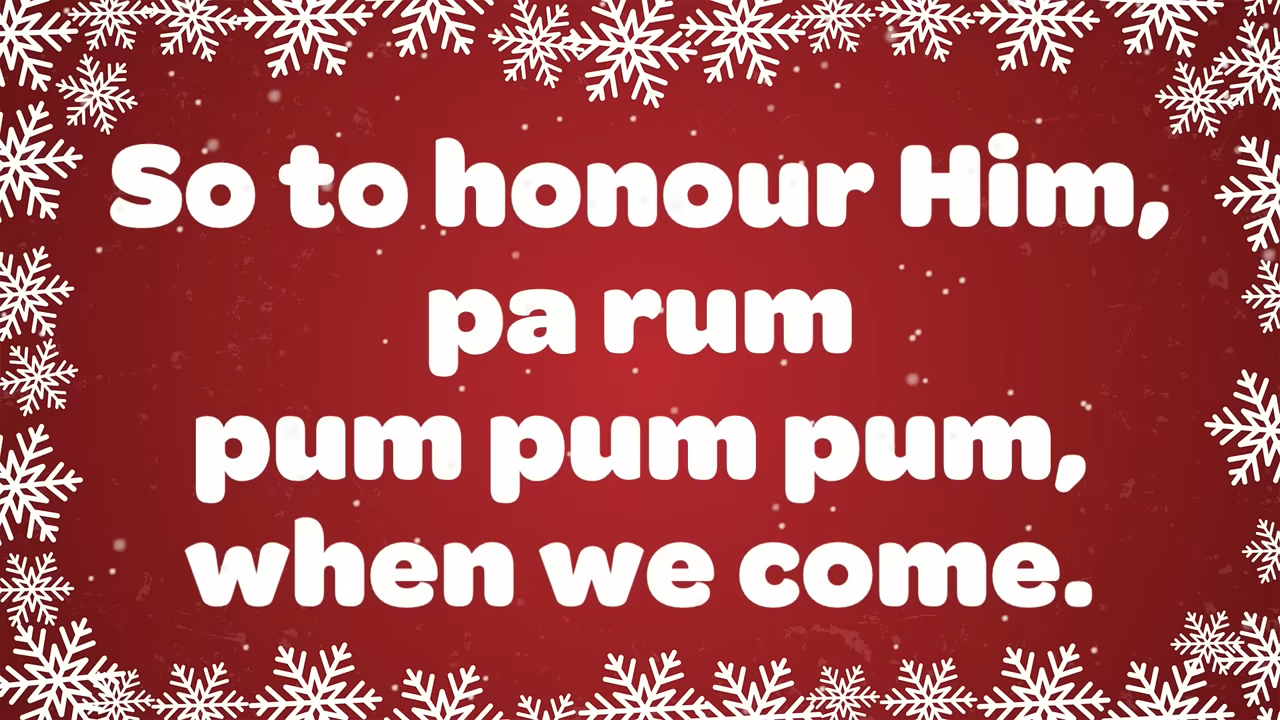 So to honour Him,
pa rum
pum pum pum,
when we come.